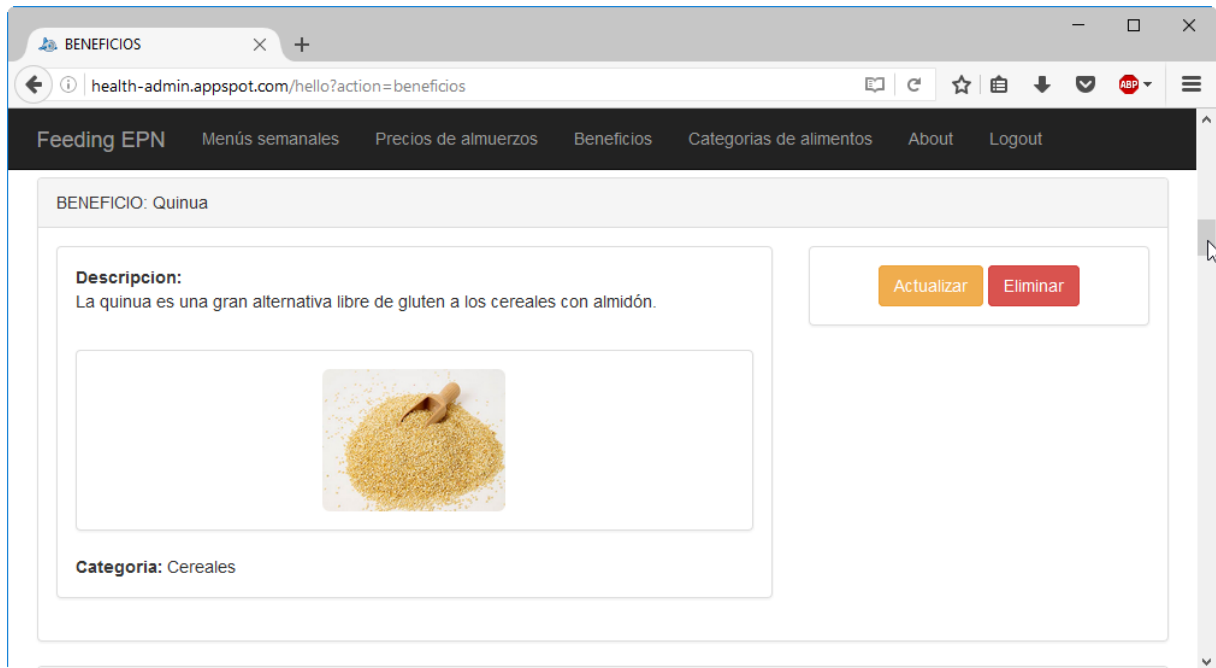 BENEFICIOS
health-admin.appspot.com/hello?action=beneficios
ABP
Feeding EPN Menús semanales Precios de almuerzos Beneficios Categorias de alimentos About Logout
BENEFICIO: Quinua
Descripcion:
La quinua es una gran alternativa libre de gluten a los cereales con almidón.
Actualizar Eliminar
Categoria: Cereales